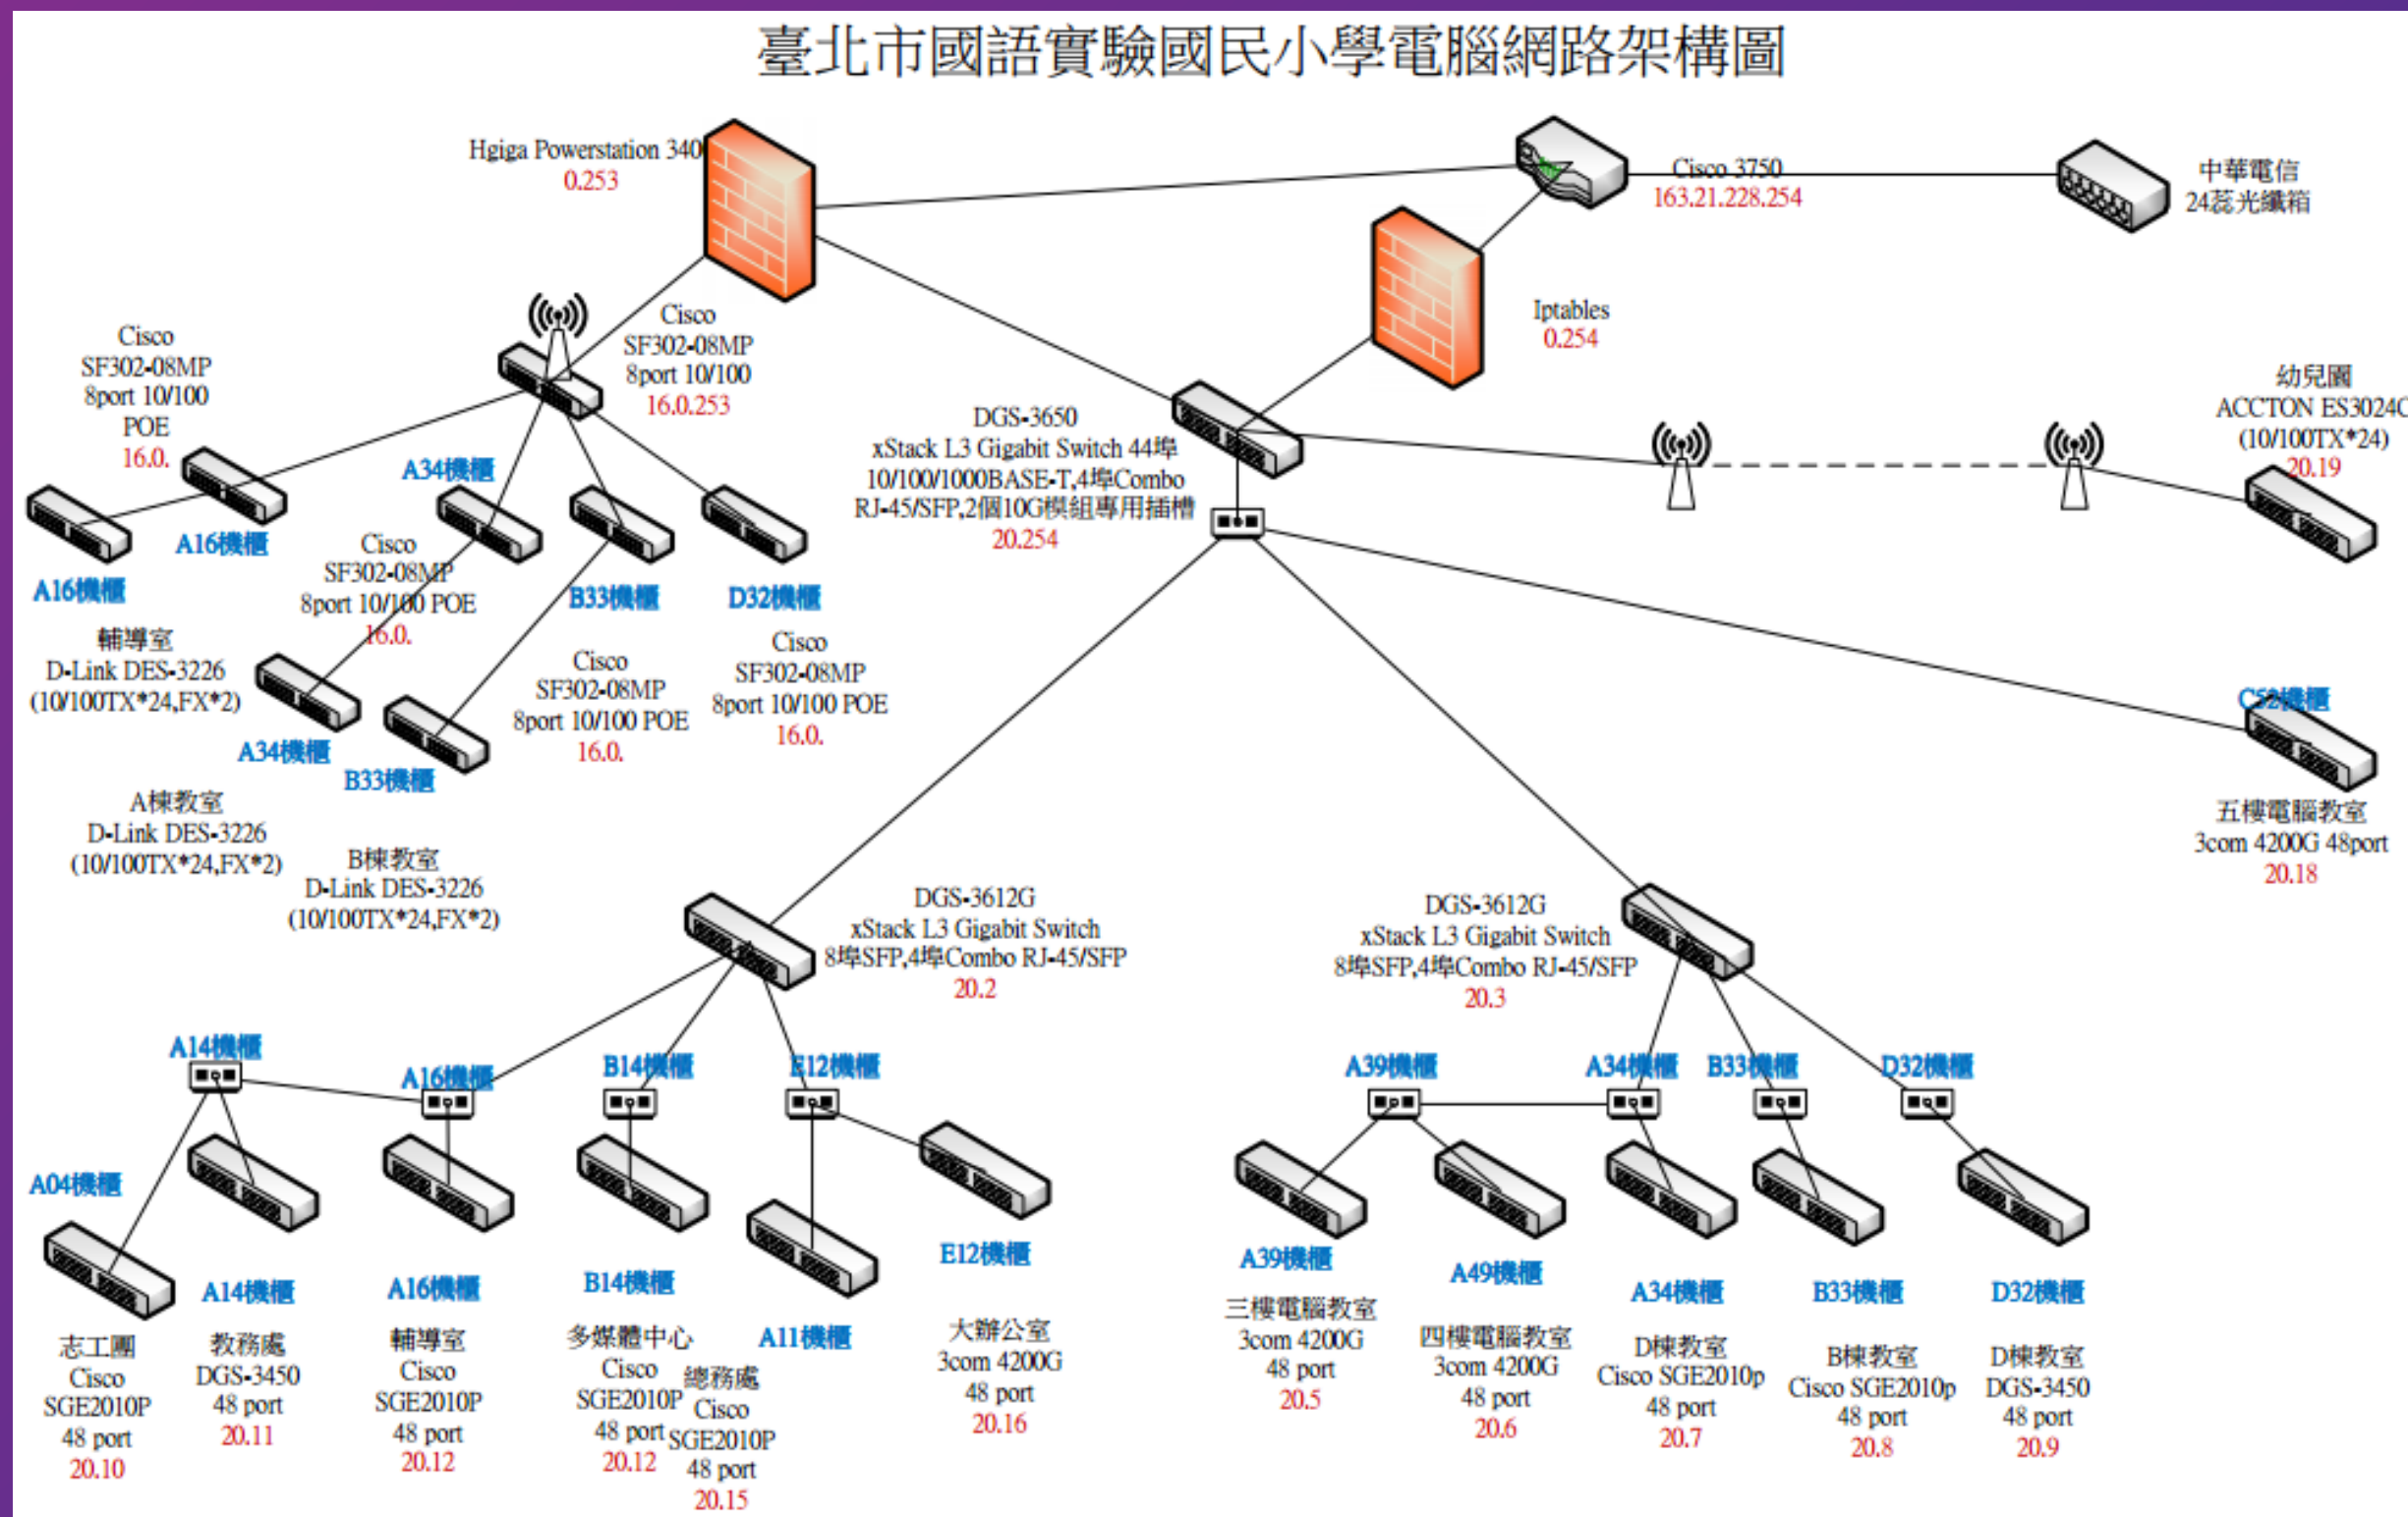 臺北市國語實驗國民小學電腦網路架構圖
Hgiga Powerstation 340
0.253
Cisco 3750
163.21.228.254
中華電信
24蕊光纖箱
Iptables
0.254
Cisco
SF302-08MP
8port 10/100
POE
16.0.
Cisco
SF302-08MP
8port 10/100
16.0.253
A16機櫃
A16機櫃
輔導室
D-Link DES-3226
(10/100TX*24,FX*2)
A34機櫃
Cisco
SF302-08MP
8port 10/100 POE
16.0.
B33機櫃
D32機櫃
Cisco
SF302-08MP
8port 10/100 POE
16.0.
Cisco
SF302-08MP
8port 10/100 POE
16.0.
A34機櫃
B33機櫃
A棟教室
D-Link DES-3226
(10/100TX*24,FX*2)
B棟教室
D-Link DES-3226
(10/100TX*24,FX*2)
DGS-3650
xStack L3 Gigabit Switch 44埠
10/100/1000BASE-T,4埠Combo
RJ-45/SFP,2個10G模組專用插槽
20.254
幼兒園
ACCTON ES3024C
(10/100TX*24)
20.19
C52機櫃
五樓電腦教室
3com 4200G 48port
20.18
DGS-3612G
xStack L3 Gigabit Switch
8埠SFP,4埠Combo RJ-45/SFP
20.2
DGS-3612G
xStack L3 Gigabit Switch
8埠SFP,4埠Combo RJ-45/SFP
20.3
A14機櫃
A16機櫃
B14機櫃
E12機櫃
A39機櫃
A34機櫃
B33機櫃
D32機櫃
A04機櫃
志工團
Cisco
SGE2010P
48 port
20.10
A14機櫃
教務處
DGS-3450
48 port
20.11
A16機櫃
輔導室
Cisco
SGE2010P
48 port
20.12
B14機櫃
多媒體中心
Cisco
SGE2010P
48 port
20.12
A11機櫃
總務處
Cisco
SGE2010P
48 port
20.15
E12機櫃
大辦公室
3com 4200G
48 port
20.16
A39機櫃
三樓電腦教室
3com 4200G
48 port
20.5
A49機櫃
四樓電腦教室
3com 4200G
48 port
20.6
A34機櫃
D棟教室
Cisco SGE2010p
48 port
20.7
B33機櫃
B棟教室
Cisco SGE2010p
48 port
20.8
D32機櫃
D棟教室
DGS-3450
48 port
20.9